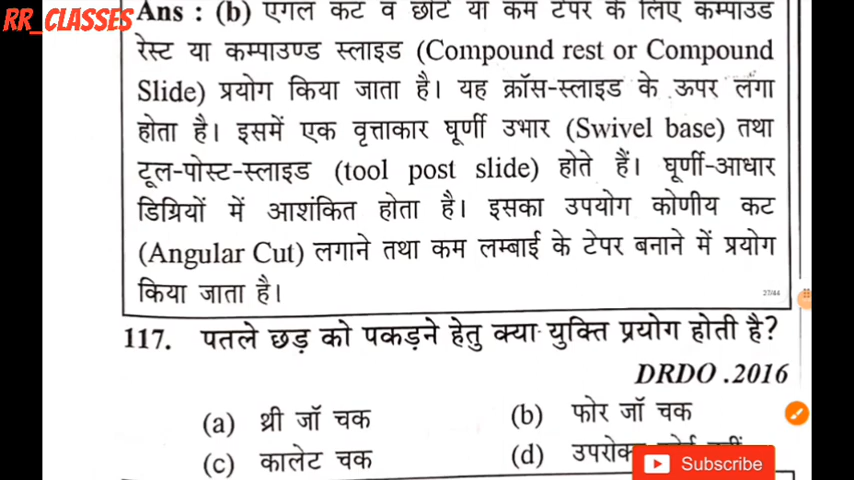 RR_CLASSES
Ans : (b) एंगल कट व छोटे या कम टेपर के लिए कम्पाउंड
रेस्ट या कम्पाउण्ड स्लाइड (Compound rest or Compound
Slide) प्रयोग किया जाता है। यह क्रॉस-स्लाइड के ऊपर लगा
होता है। इसमें एक वृत्ताकार घूर्णी उभार (Swivel base) तथा
टूल-पोस्ट-स्लाइड (tool post slide) होते हैं। घूर्णी-आधार
डिग्रियों में आशंकित होता है। इसका उपयोग कोणीय कट
(Angular Cut) लगाने तथा कम लम्बाई के टेपर बनाने में प्रयोग
किया जाता है।
27/44
117. पतले छड़ को पकड़ने हेतु क्या युक्ति प्रयोग होती है?
DRDO .2016
(a) थ्री जॉ चक
(b) फोर जॉ चक
(c) कालेट चक
(d)
Subscribe